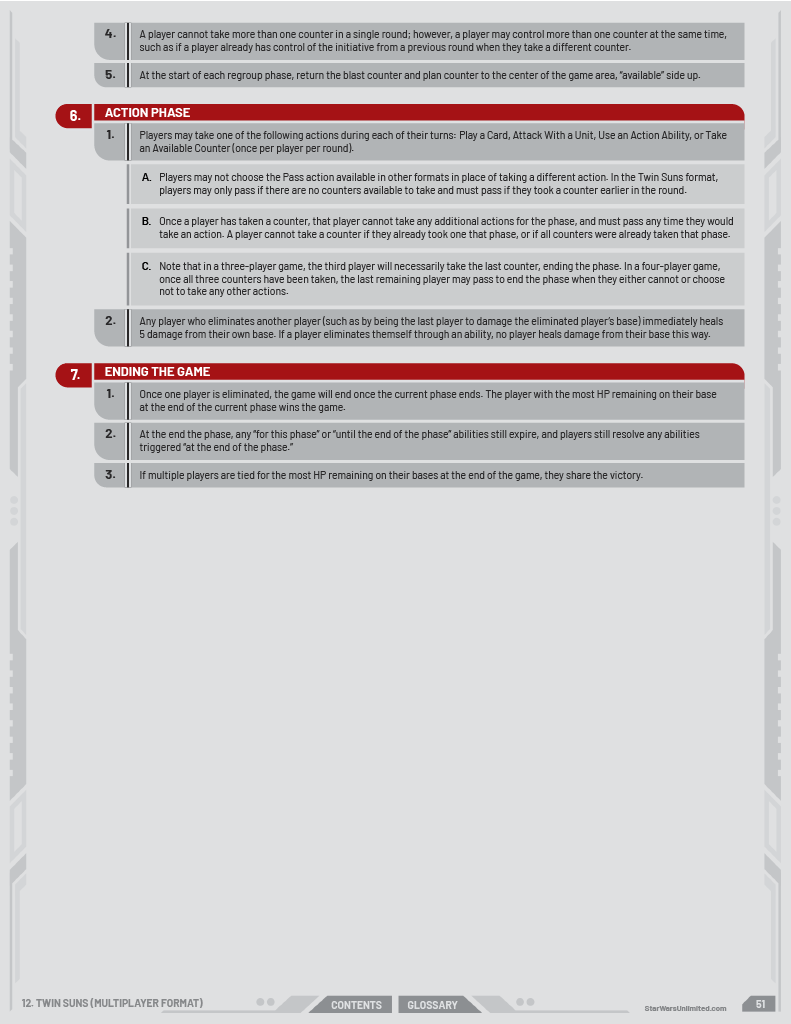 4. A player cannot take more than one counter in a single round; however, a player may control more than one counter at the same time,
such as if a player already has control of the initiative from a previous round when they take a different counter.
5. At the start of each regroup phase, return the blast counter and plan counter to the center of the game area, “available” side up.
6. ACTION PHASE
1. Players may take one of the following actions during each of their turns: Play a Card, Attack With a Unit, Use an Action Ability, or Take
an Available Counter (once per player per round).
A. Players may not choose the Pass action available in other formats in place of taking a different action. In the Twin Suns format,
players may only pass if there are no counters available to take and must pass if they took a counter earlier in the round.
B. Once a player has taken a counter, that player cannot take any additional actions for the phase, and must pass any time they would
take an action. A player cannot take a counter if they already took one that phase, or if all counters were already taken that phase.
C. Note that in a three-player game, the third player will necessarily take the last counter, ending the phase. In a four-player game,
once all three counters have been taken, the last remaining player may pass to end the phase when they either cannot or choose
not to take any other actions.
2. Any player who eliminates another player (such as by being the last player to damage the eliminated player’s base) immediately heals
5 damage from their own base. If a player eliminates themself through an ability, no player heals damage from their base this way.
7. ENDING THE GAME
1. Once one player is eliminated, the game will end once the current phase ends. The player with the most HP remaining on their base
at the end of the current phase wins the game.
2. At the end the phase, any “for this phase” or “until the end of the phase” abilities still expire, and players still resolve any abilities
triggered “at the end of the phase.”
3. If multiple players are tied for the most HP remaining on their bases at the end of the game, they share the victory.
12. TWIN SUNS (MULTIPLAYER FORMAT) CONTENTS GLOSSARY StarWarsUnlimited.com 51